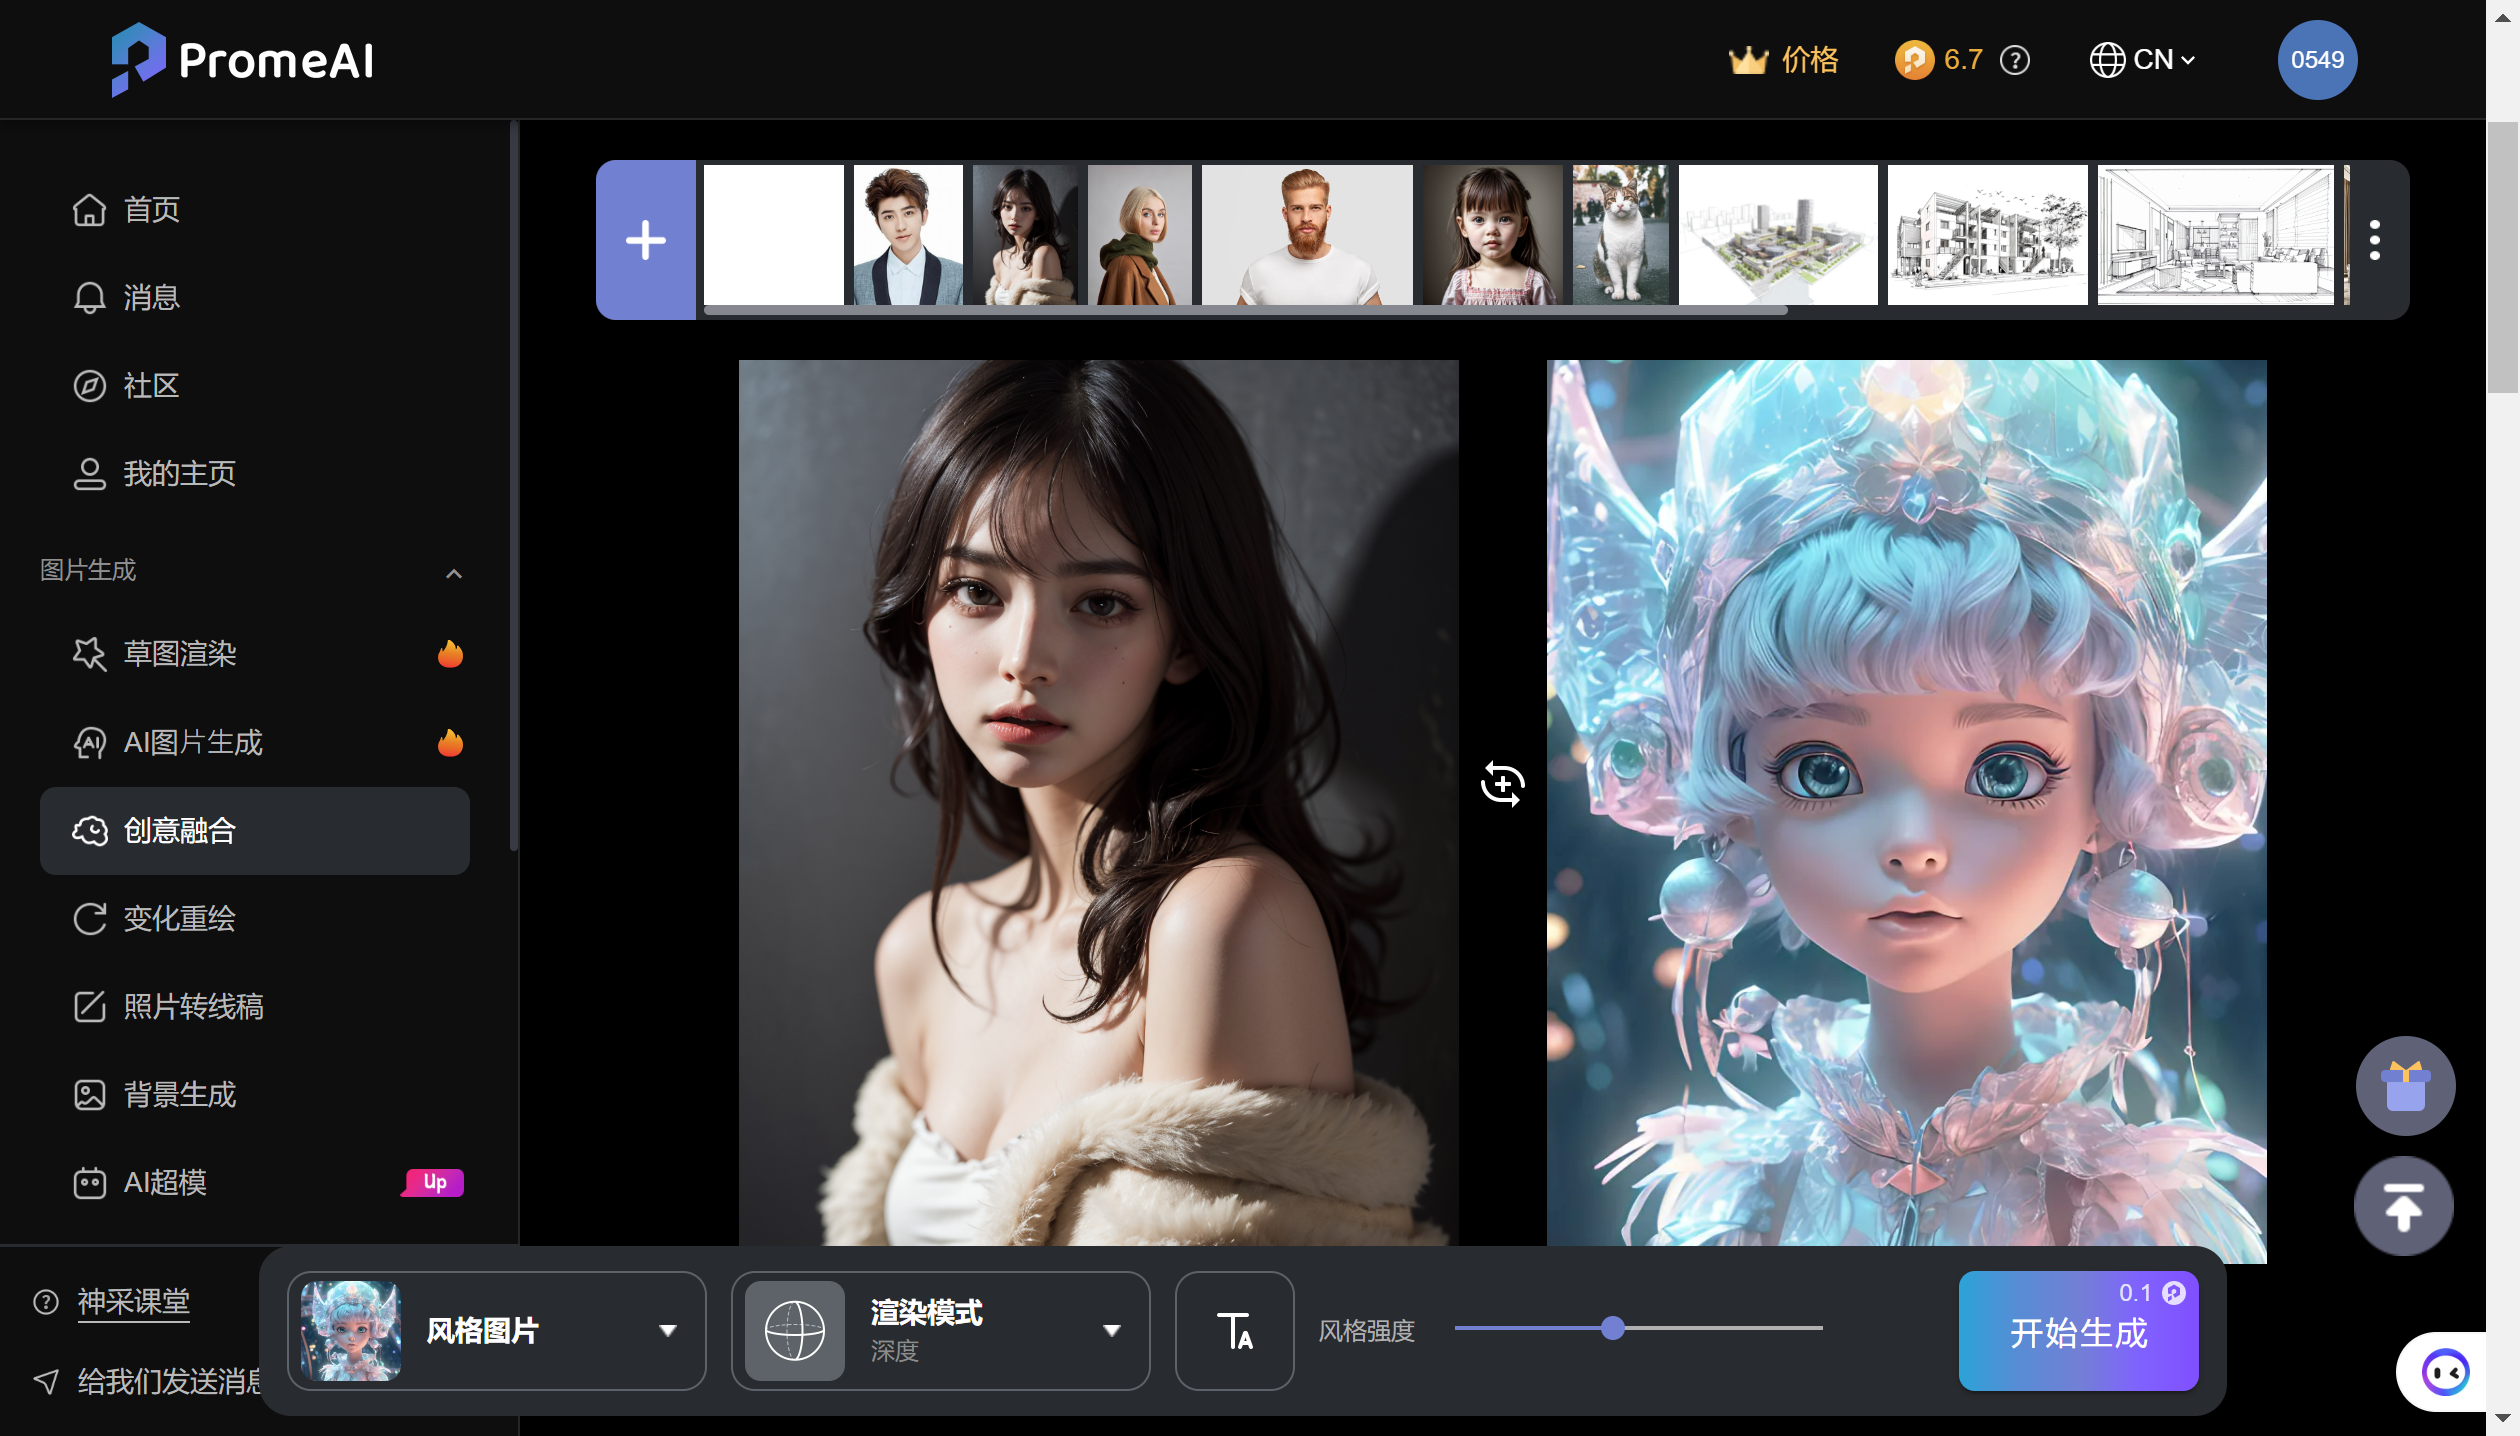 PromeAI
价格
6.7
CN
0549
首页
消息
社区
我的主页
图片生成
草图渲染
AI图片生成
创意融合
变化重绘
照片转线稿
背景生成
AI超模
Up
神采课堂
给我们发送消息
风格图片
渲染模式
深度
TA
风格强度
0.1
开始生成